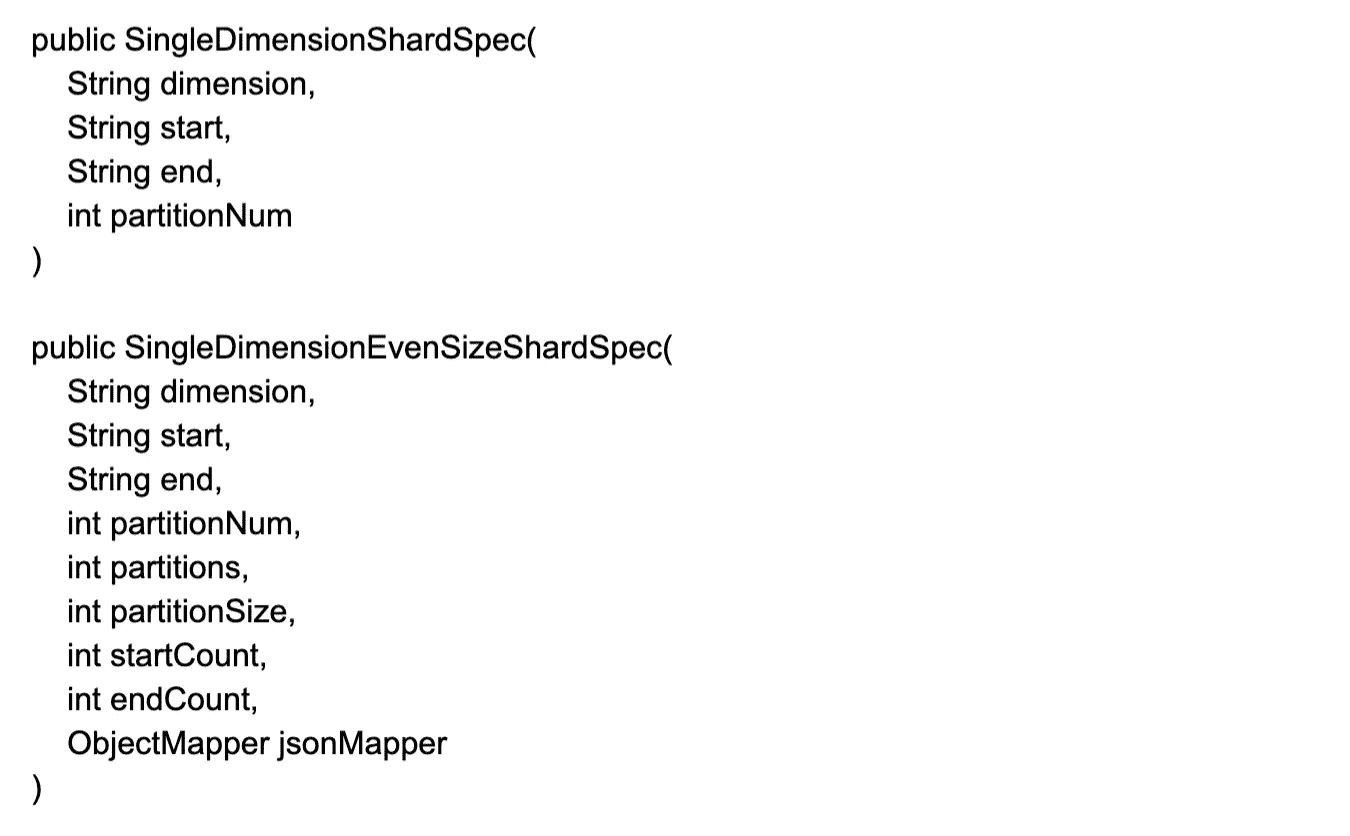 public SingleDimensionShardSpec(
String dimension,
String start,
String end,
int partitionNum
)
public SingleDimensionEvenSizeShardSpec(
String dimension,
String start,
String end,
int partitionNum,
int partitions,
int partitionSize,
int startCount,
int endCount,
ObjectMapper jsonMapper
)